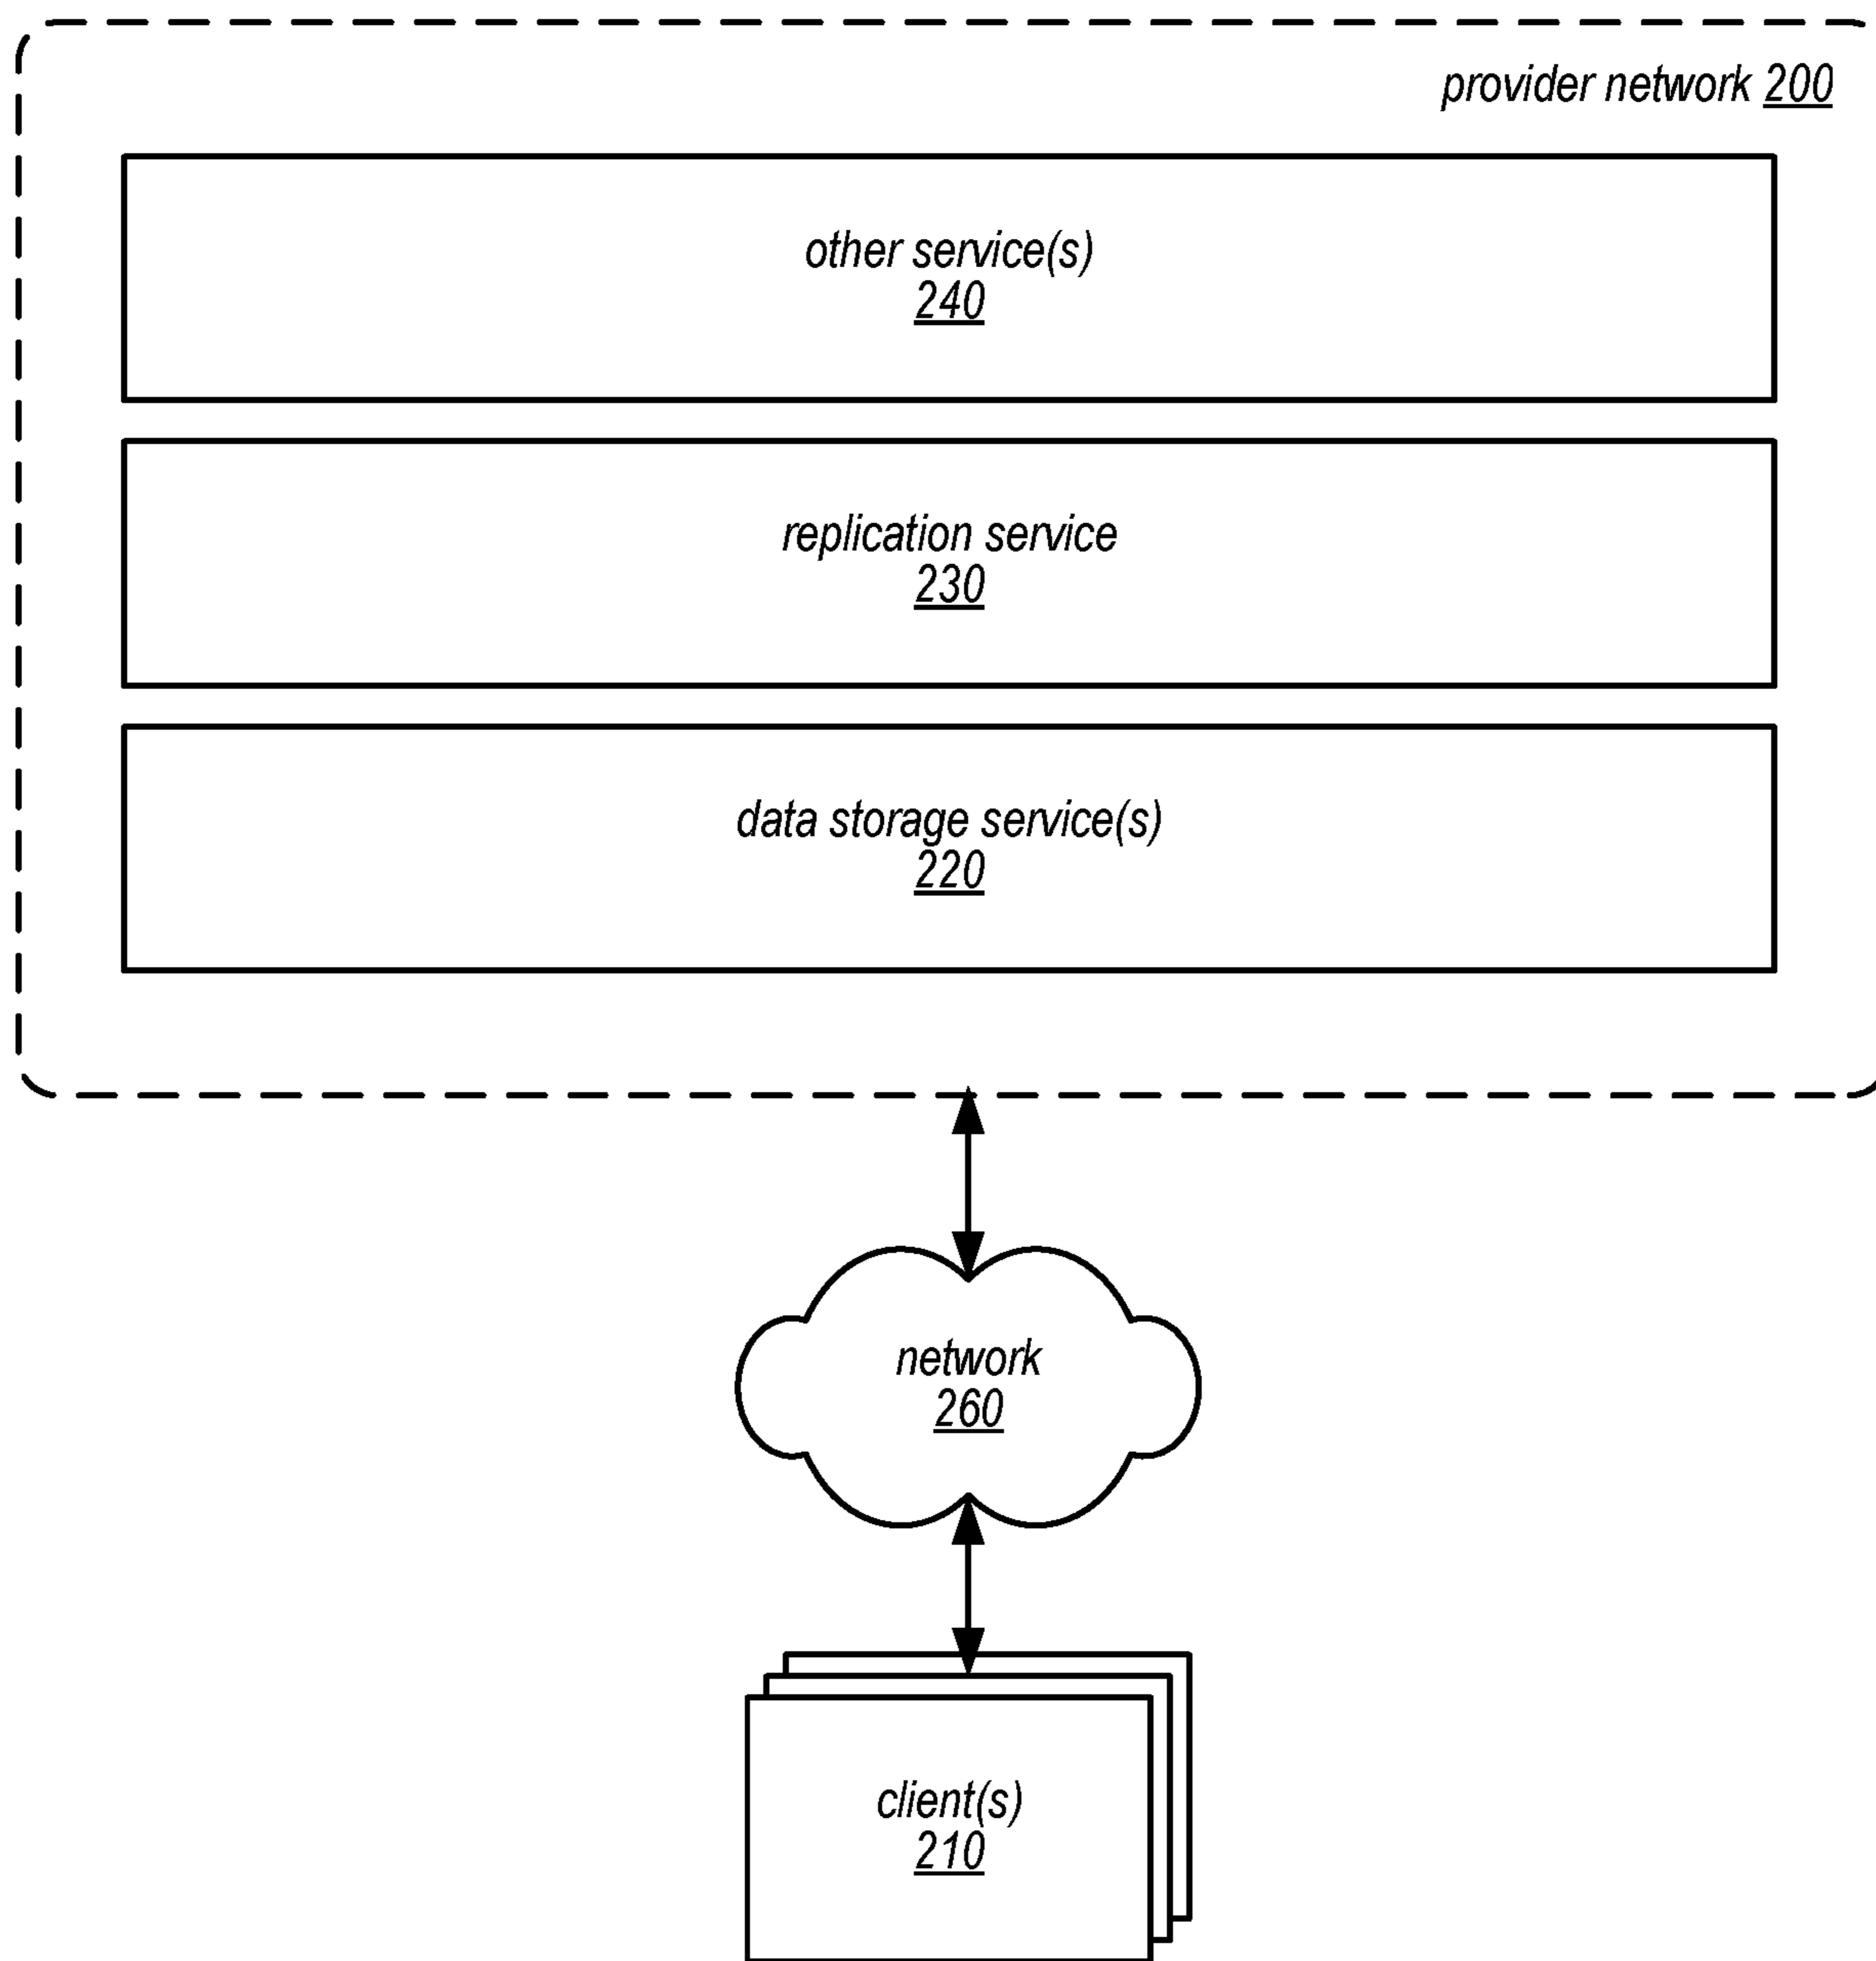 provider network 200
other service(s)
240
replication service
230
data storage service(s)
220
network
260
client(s)
210